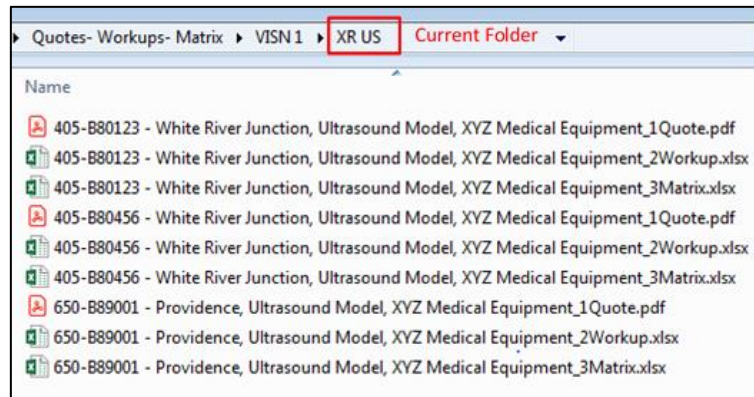 Quotes- Workups- Matrix ▸ VISN 1 ▸ XR US Current Folder
Name
405-B80123 - White River Junction, Ultrasound Model, XYZ Medical Equipment_1Quote.pdf
405-B80123 - White River Junction, Ultrasound Model, XYZ Medical Equipment_2Workup.xlsx
405-B80123 - White River Junction, Ultrasound Model, XYZ Medical Equipment_3Matrix.xlsx
405-B80456 - White River Junction, Ultrasound Model, XYZ Medical Equipment_1Quote.pdf
405-B80456 - White River Junction, Ultrasound Model, XYZ Medical Equipment_2Workup.xlsx
405-B80456 - White River Junction, Ultrasound Model, XYZ Medical Equipment_3Matrix.xlsx
650-B89001 - Providence, Ultrasound Model, XYZ Medical Equipment_1Quote.pdf
650-B89001 - Providence, Ultrasound Model, XYZ Medical Equipment_2Workup.xlsx
650-B89001 - Providence, Ultrasound Model, XYZ Medical Equipment_3Matrix.xlsx